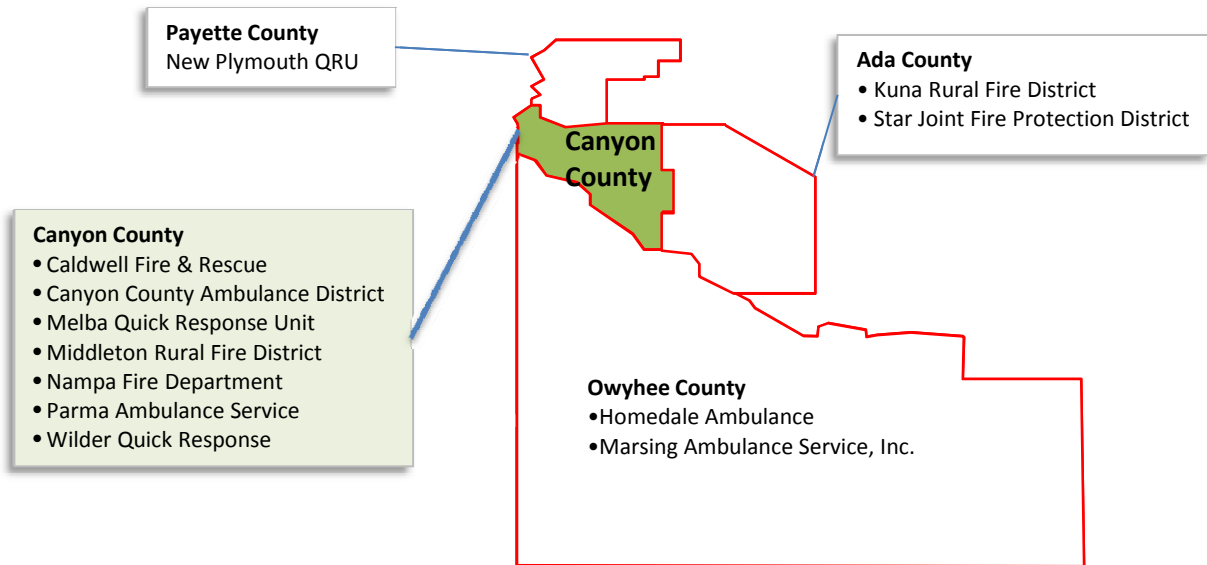 Payette County
New Plymouth QRU
Ada County
• Kuna Rural Fire District
• Star Joint Fire Protection District
Canyon
County
Canyon County
• Caldwell Fire & Rescue
• Canyon County Ambulance District
• Melba Quick Response Unit
• Middleton Rural Fire District
• Nampa Fire Department
• Parma Ambulance Service
• Wilder Quick Response
Owyhee County
•Homedale Ambulance
•Marsing Ambulance Service, Inc.